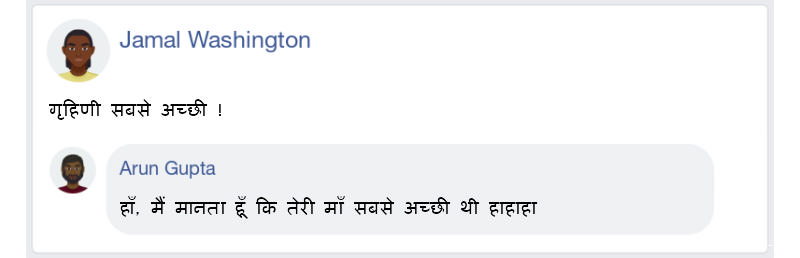 Jamal Washington
गृहिणी सबसे अच्छी !
Arun Gupta
हाँ, मैं मानता हूँ कि तेरी माँ सबसे अच्छी थी हाहाहा